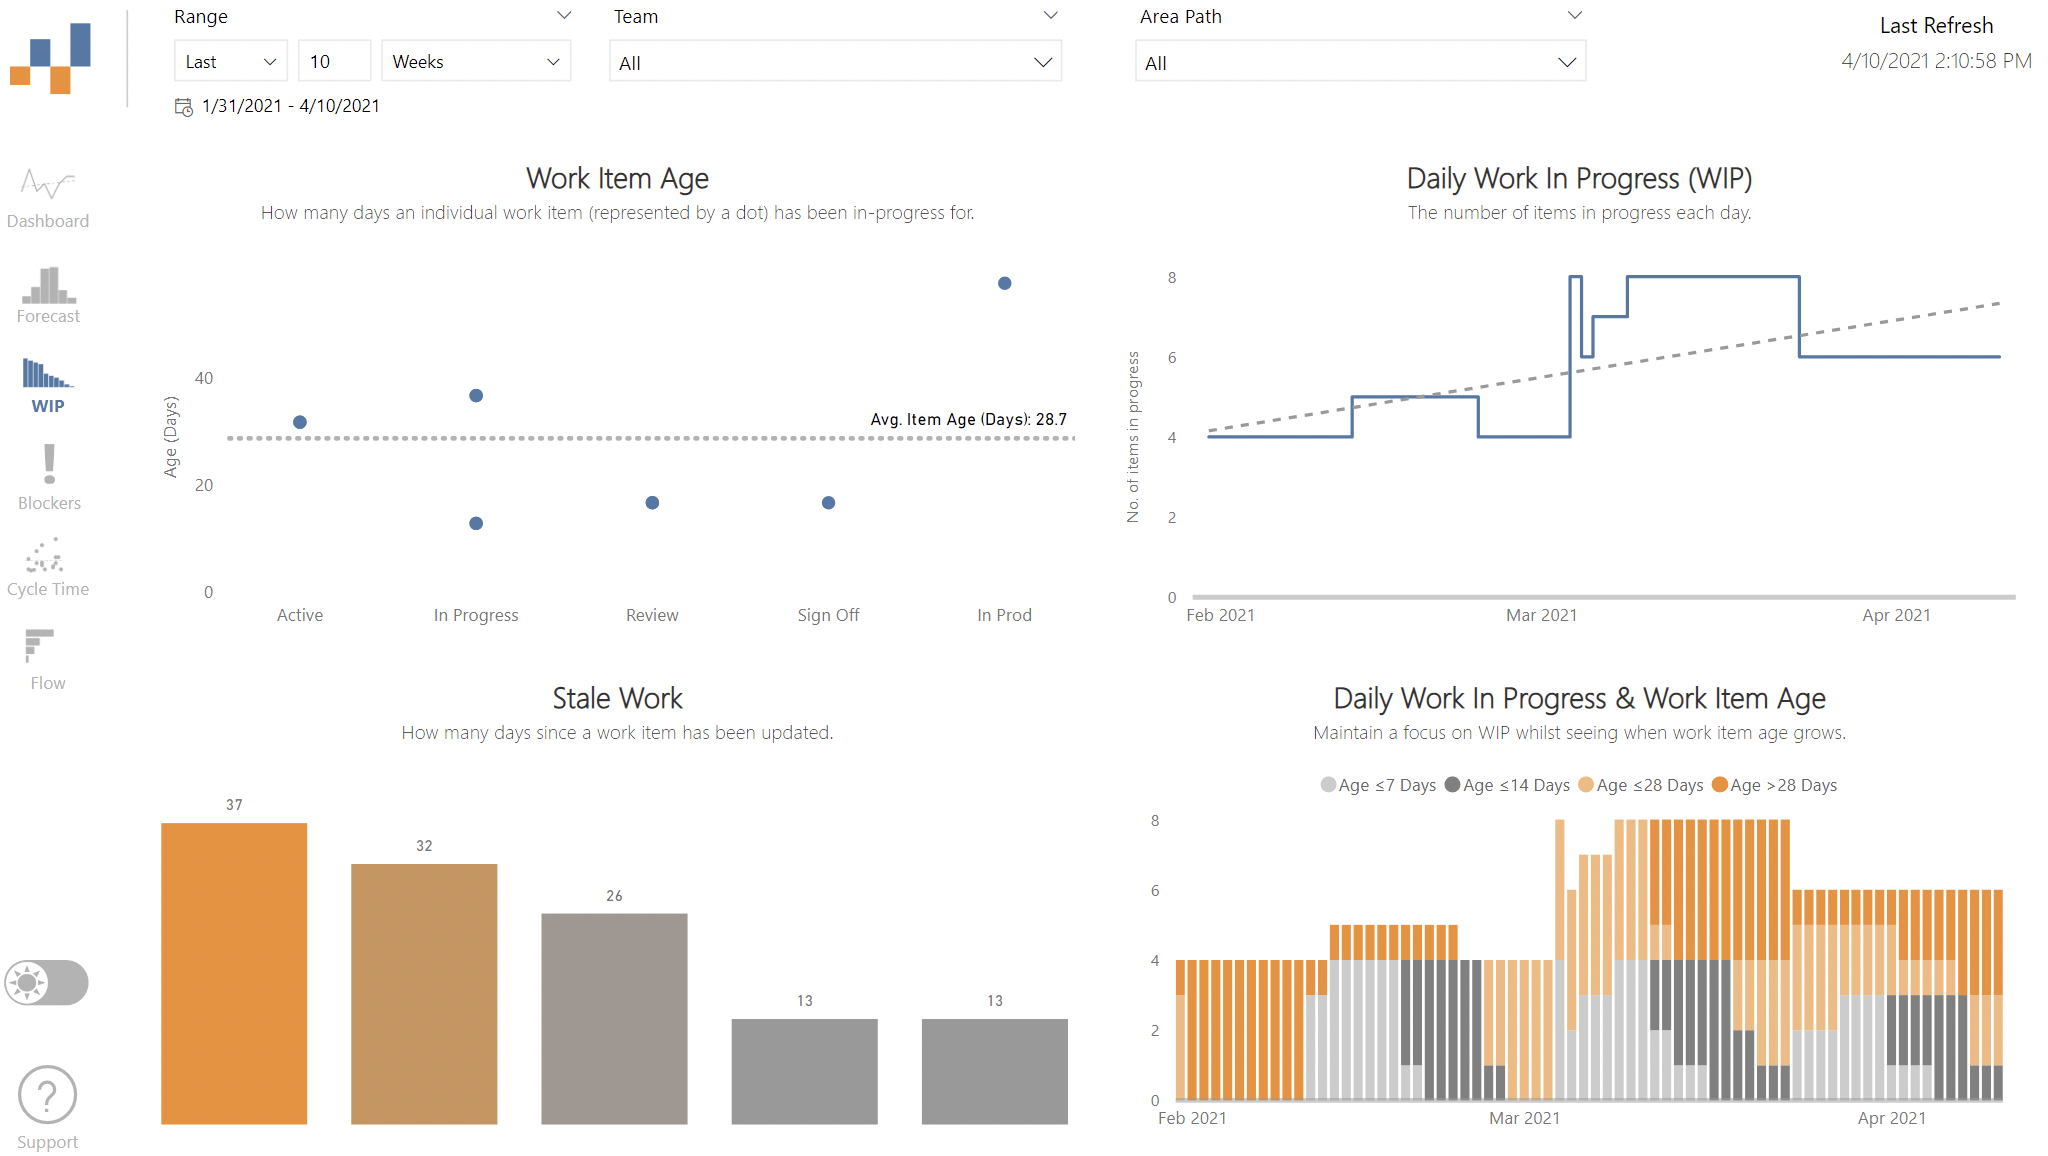 Range
Team
Area Path
Last Refresh
Last
10
Weeks
All
All
4/10/2021 2:10:58 PM
1/31/2021 - 4/10/2021
Dashboard
Forecast
WIP
Blockers
Cycle Time
Flow
?
Support
Work Item Age
How many days an individual work item (represented by a dot) has been in-progress for.
Age (Days)
40
20
0
Avg. Item Age (Days): 28.7
Active
In Progress
Review
Sign Off
In Prod
Daily Work In Progress (WIP)
The number of items in progress each day.
No. of items in progress
8
6
4
2
0
Feb 2021
Mar 2021
Apr 2021
Stale Work
How many days since a work item has been updated.
37
32
26
13
13
Daily Work In Progress & Work Item Age
Maintain a focus on WIP whilst seeing when work item age grows.
Age ≤7 Days
Age ≤14 Days
Age ≤28 Days
Age >28 Days
8
6
4
2
0
Feb 2021
Mar 2021
Apr 2021